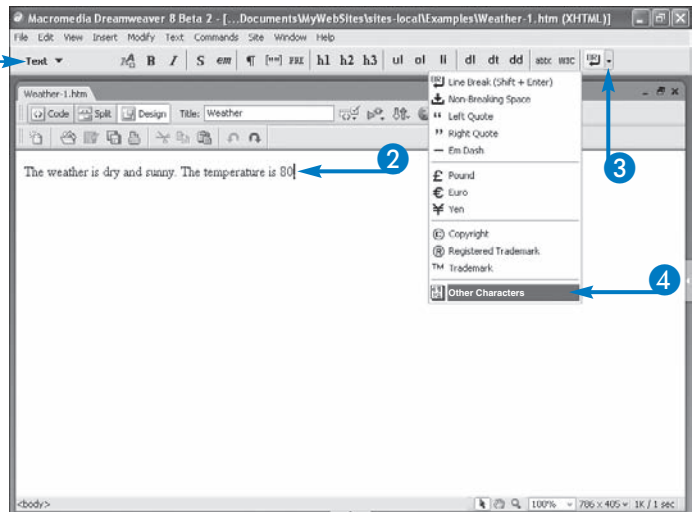 Macromedia Dreamweaver 8 Beta 2 - [...Documents\MyWebSites\sites-local\Examples\Weather-1.htm (XHTML)]
File Edit View Insert Modify Text Commands Site Window Help
Text B I S em ¶ [""] PRE h1 h2 h3 ul ol li dl dt dd abbr W3C BRJ
Weather-1.htm
Code Split Design Title: Weather
Line Break (Shift + Enter)
Non-Breaking Space
“ Left Quote
” Right Quote
— Em Dash
The weather is dry and sunny. The temperature is 80
2
3
£ Pound
€ Euro
¥ Yen
© Copyright
® Registered Trademark
TM Trademark
Other Characters
4
<body> 100% 786 x 405 1K / 1 sec